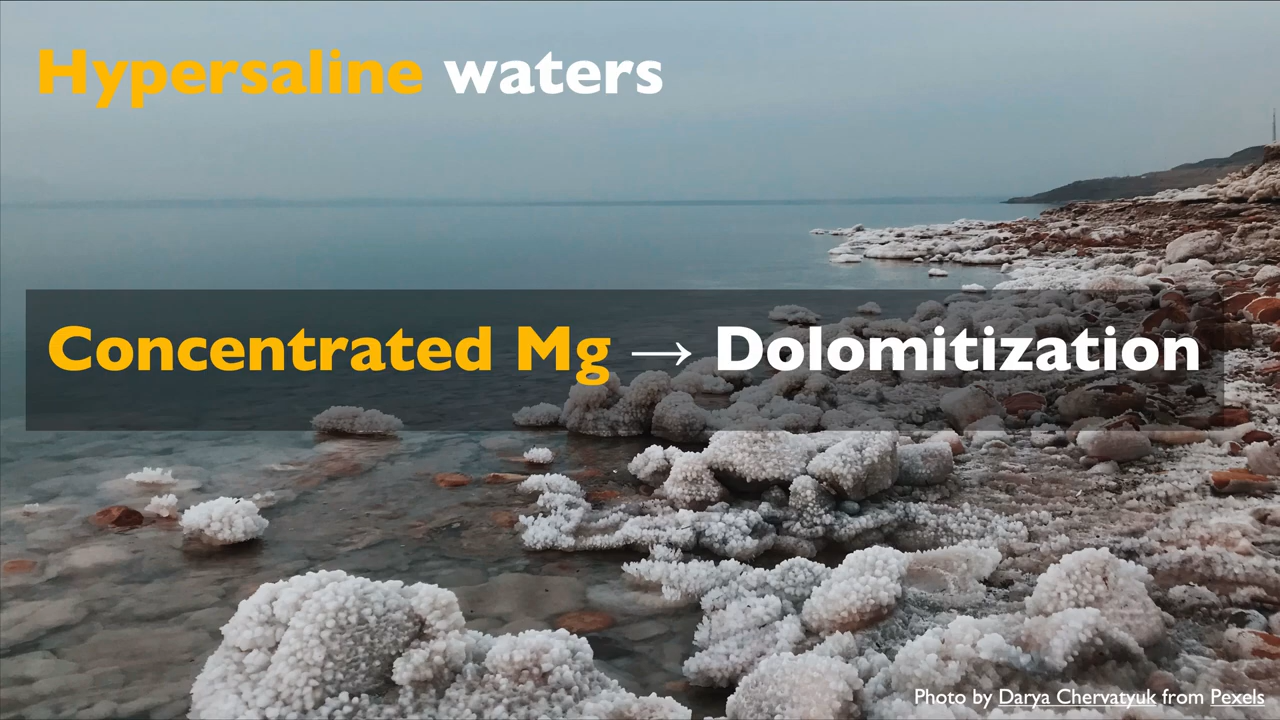 Hypersaline waters
Concentrated Mg → Dolomitization
Photo by Darya Chervatyuk from Pexels